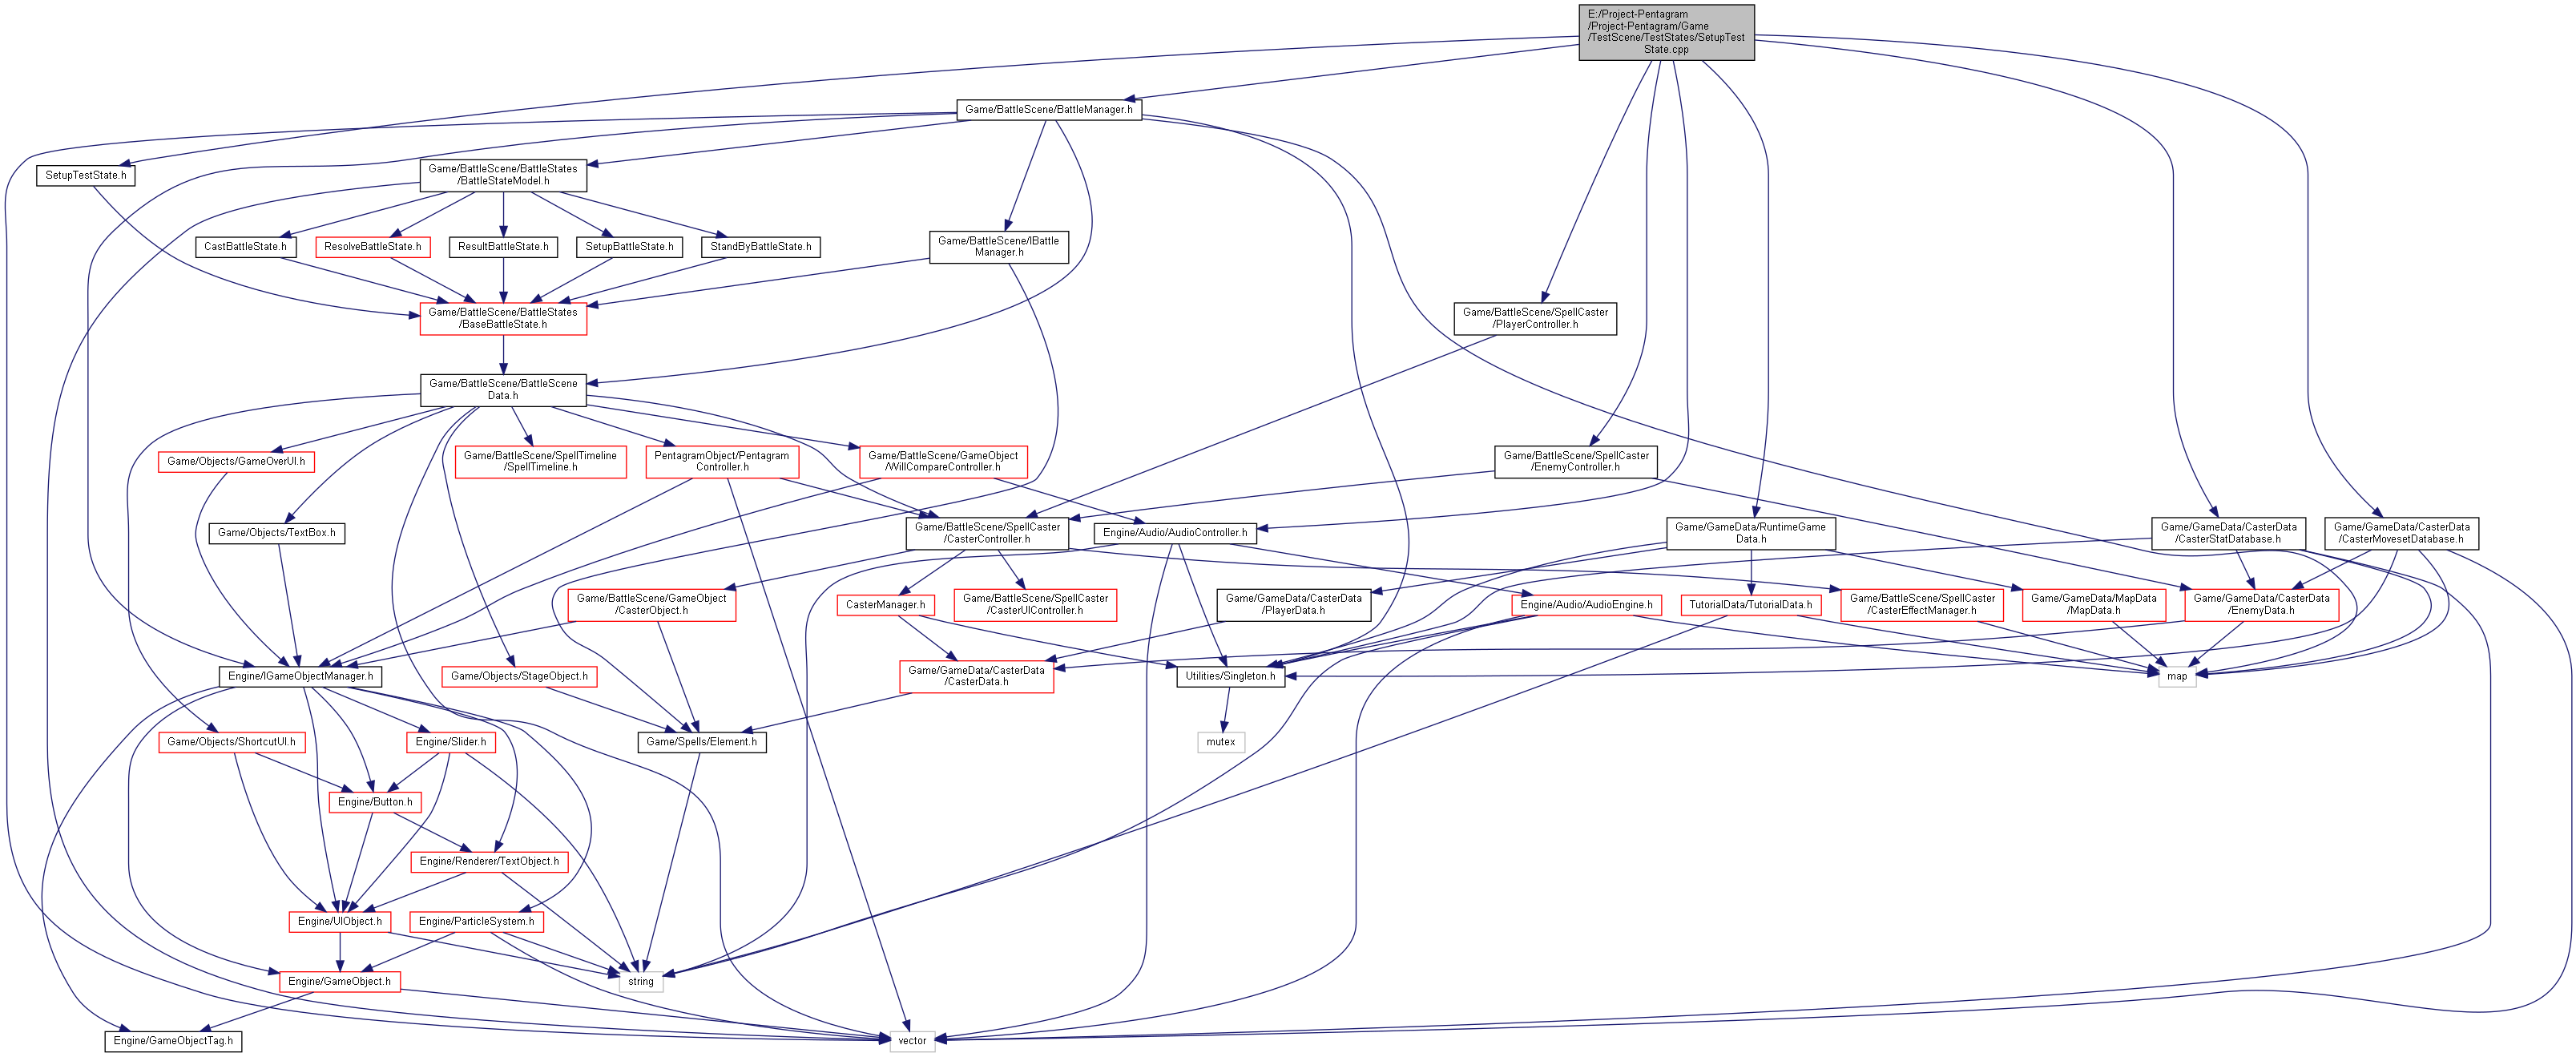 E:/Project-Pentagram
/Project-Pentagram/Game
/TestScene/TestStates/SetupTest
State.cpp
Game/BattleScene/BattleManager.h
SetupTestState.h
Game/BattleScene/BattleStates
/BattleStateModel.h
CastBattleState.h
ResolveBattleState.h
ResultBattleState.h
SetupBattleState.h
StandByBattleState.h
Game/BattleScene/IBattle
Manager.h
Game/BattleScene/BattleStates
/BaseBattleState.h
Game/BattleScene/SpellCaster
/PlayerController.h
Game/BattleScene/BattleScene
Data.h
Game/Objects/GameOverUI.h
Game/BattleScene/SpellTimeline
/SpellTimeline.h
PentagramObject/Pentagram
Controller.h
Game/BattleScene/GameObject
/WillCompareController.h
Game/BattleScene/SpellCaster
/EnemyController.h
Game/Objects/TextBox.h
Game/BattleScene/SpellCaster
/CasterController.h
Engine/Audio/AudioController.h
Game/GameData/RuntimeGame
Data.h
Game/GameData/CasterData
/CasterStatDatabase.h
Game/GameData/CasterData
/CasterMovesetDatabase.h
Game/BattleScene/GameObject
/CasterObject.h
CasterManager.h
Game/BattleScene/SpellCaster
/CasterUIController.h
Game/GameData/CasterData
/PlayerData.h
Engine/Audio/AudioEngine.h
TutorialData/TutorialData.h
Game/BattleScene/SpellCaster
/CasterEffectManager.h
Game/GameData/MapData
/MapData.h
Game/GameData/CasterData
/EnemyData.h
Engine/IGameObjectManager.h
Game/Objects/StageObject.h
Game/GameData/CasterData
/CasterData.h
Utilities/Singleton.h
map
Game/Objects/ShortcutUI.h
Engine/Slider.h
Game/Spells/Element.h
mutex
Engine/Button.h
Engine/Renderer/TextObject.h
Engine/UIObject.h
Engine/ParticleSystem.h
Engine/GameObject.h
string
Engine/GameObjectTag.h
vector